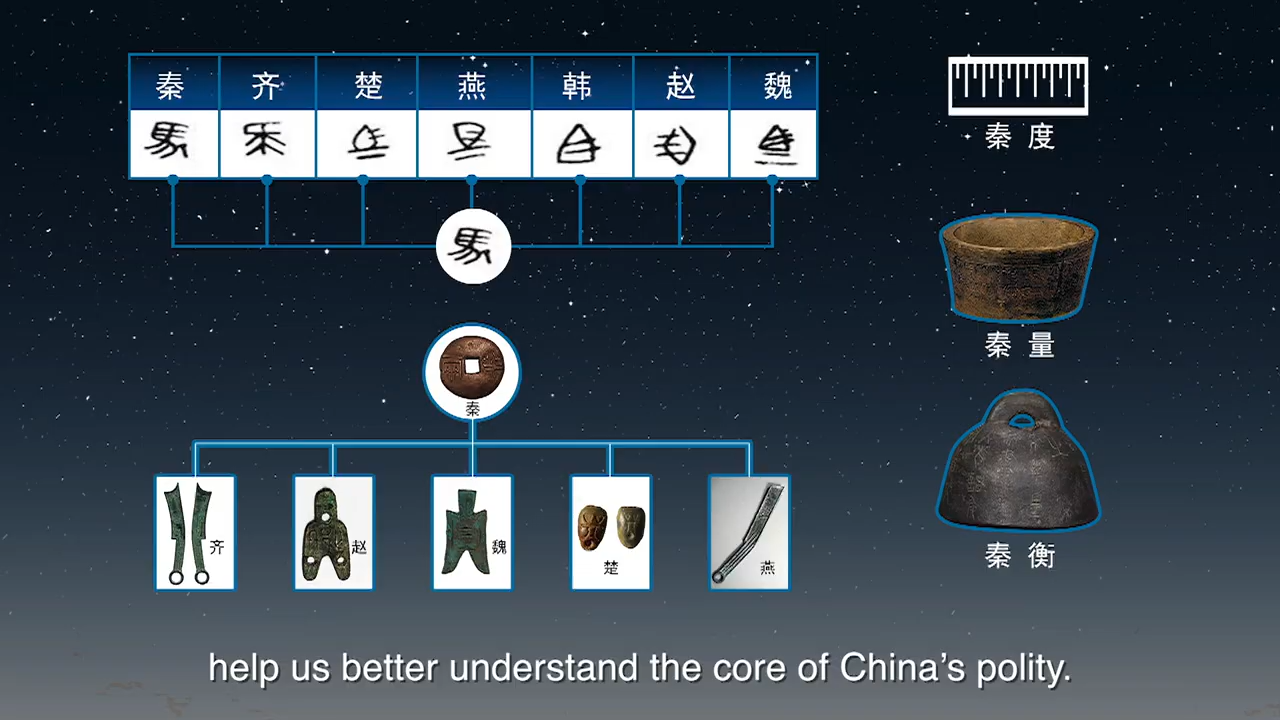 秦 齐 楚 燕 韩 赵 魏
馬
秦
齐
赵
魏
楚
燕
秦 度
秦 量
秦 衡
help us better understand the core of China's polity.